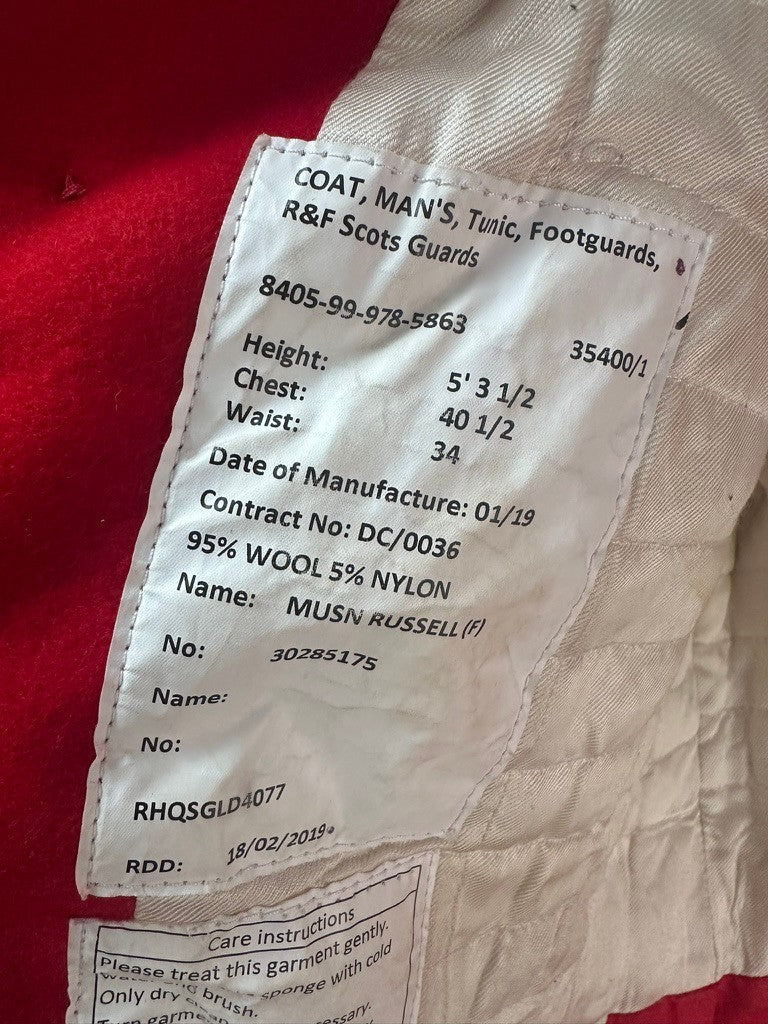 COAT, MAN'S, Tunic, Footguards,
R&F Scots Guards
8405-99-978-5863
35400/1
Height: 5' 3 1/2
Chest: 40 1/2
Waist: 34
Date of Manufacture: 01/19
Contract No: DC/0036
95% WOOL 5% NYLON
Name: MUSN RUSSELL (F)
No: 30285175
Name:
No:
RHQSGLD4077
RDD: 18/02/2019
Care instructions
Please treat this garment gently.
sponge with cold
Only dry brush.